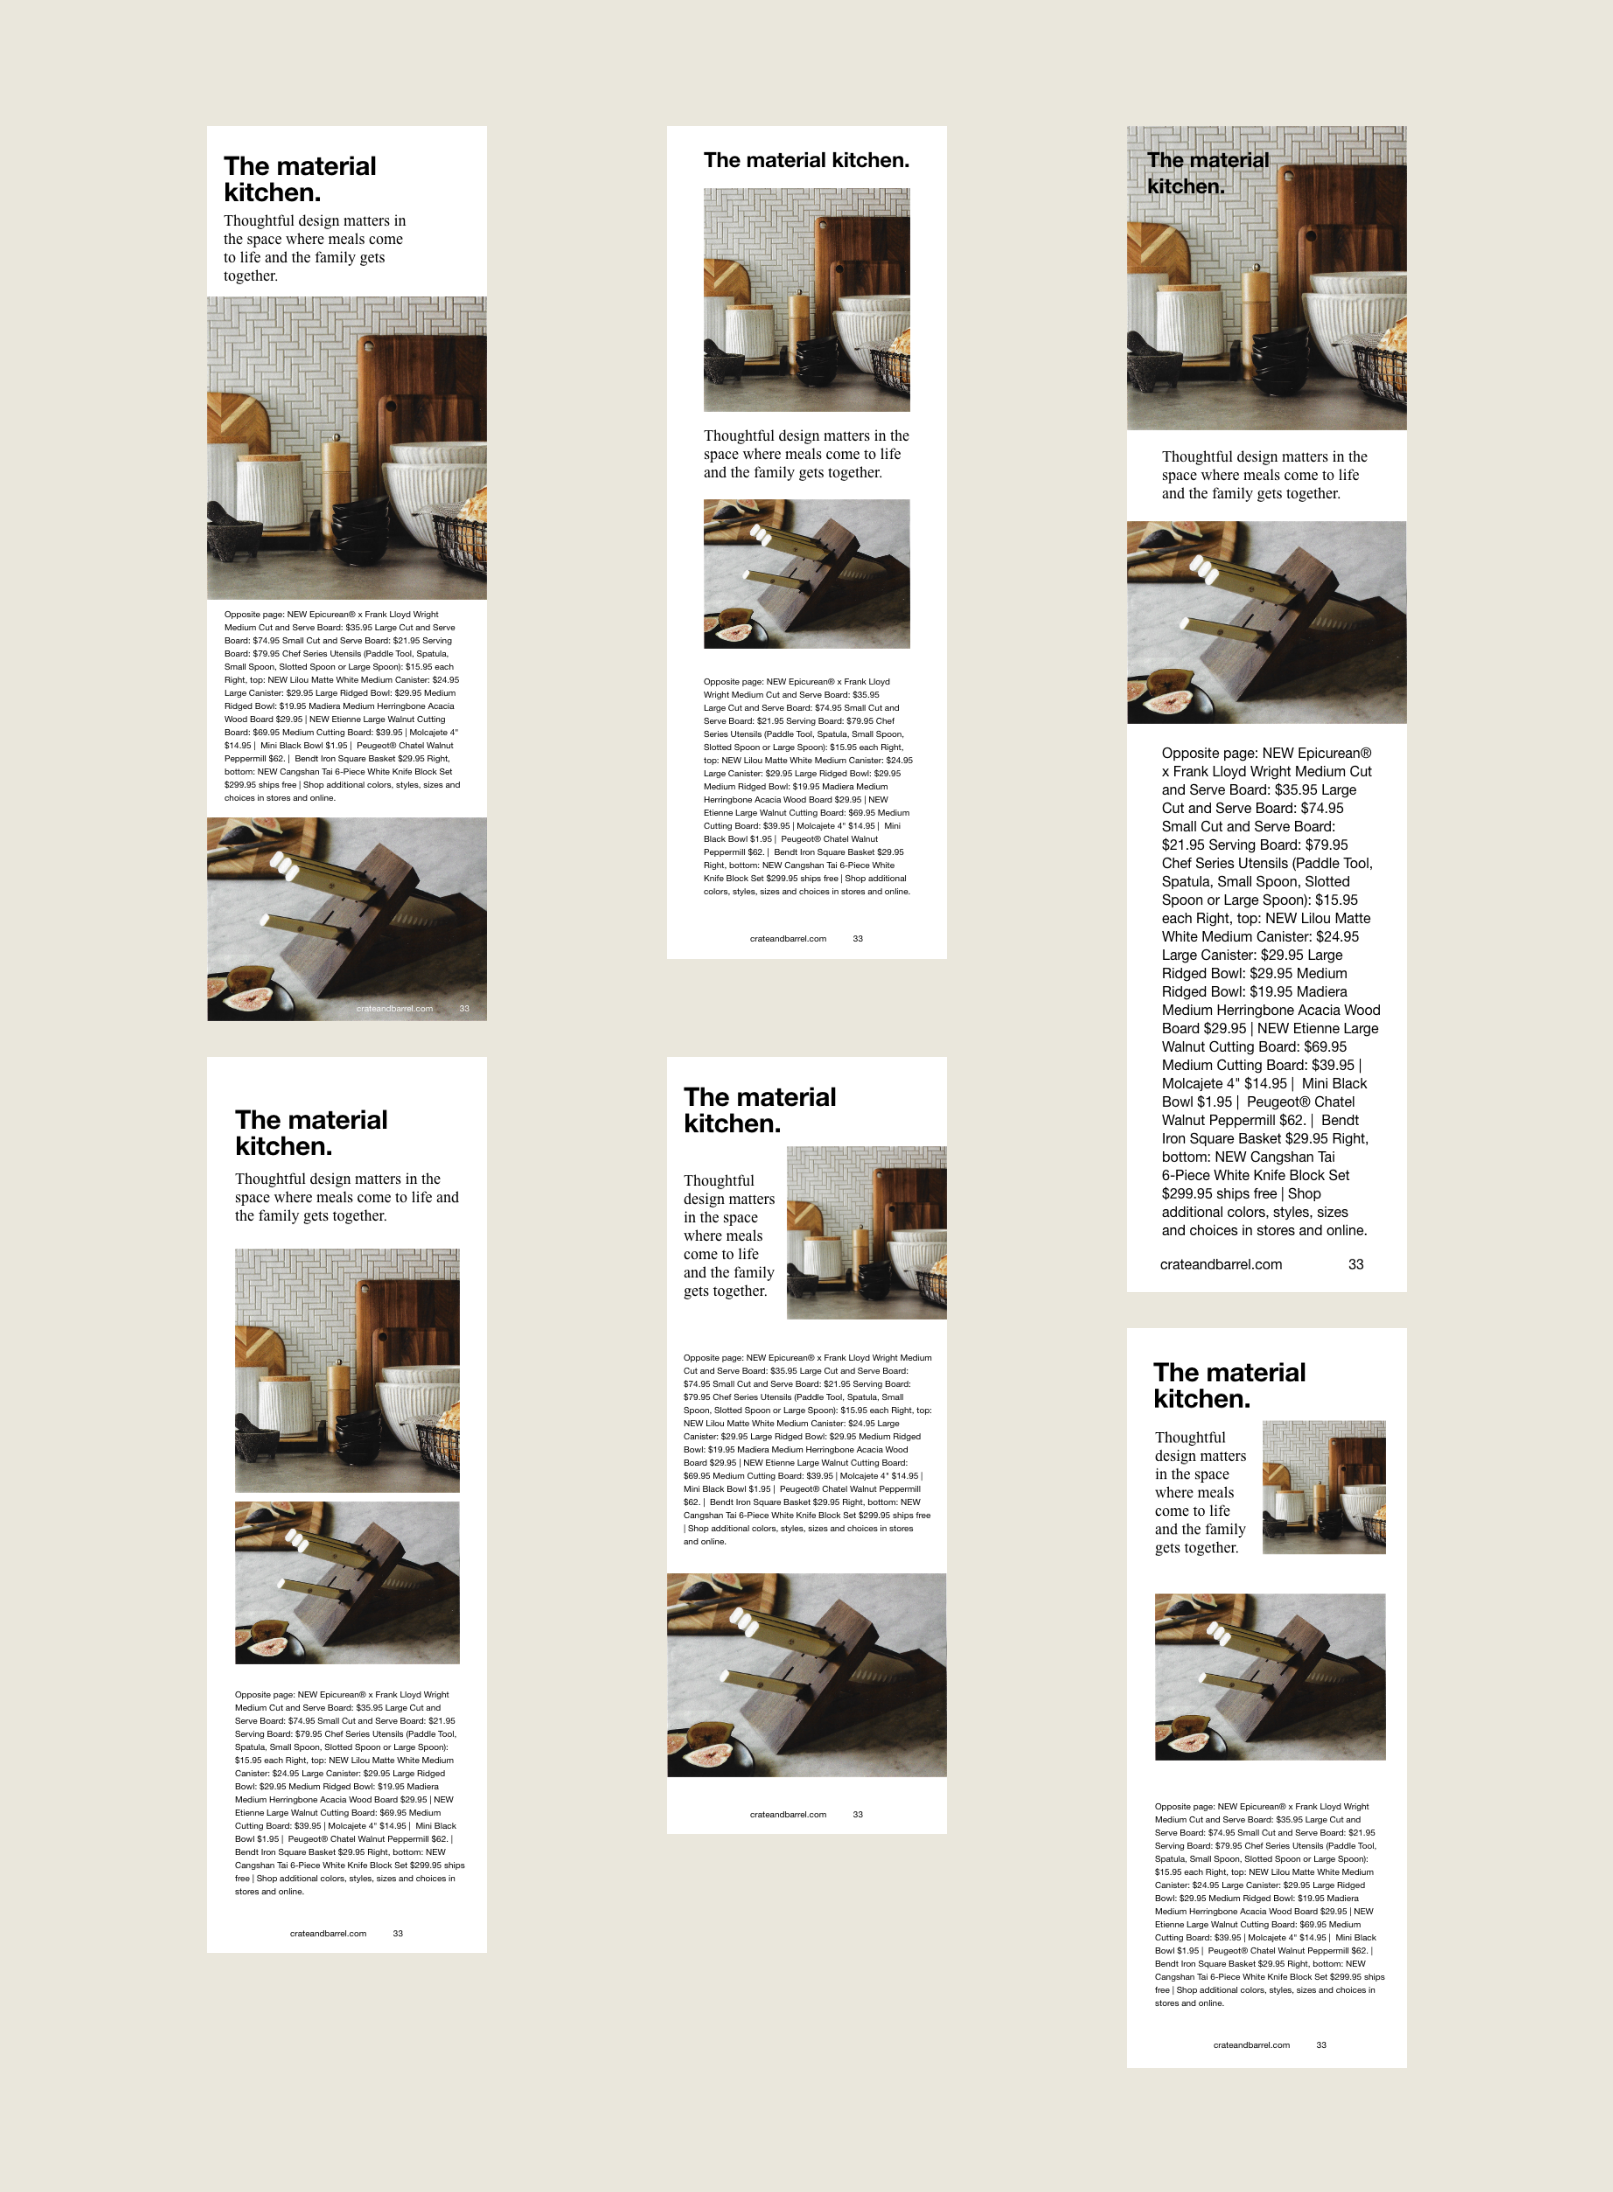 The material
kitchen.
Thoughtful design matters in
the space where meals come
to life and the family gets
together.
Opposite page: NEW Epicurean® x Frank Lloyd Wright
Medium Cut and Serve Board: $35.95 Large Cut and Serve
Board: $74.95 Small Cut and Serve Board: $21.95 Serving
Board: $79.95 Chef Series Utensils (Paddle Tool, Spatula,
Small Spoon, Slotted Spoon or Large Spoon): $15.95 each
Right, top: NEW Lilou Matte White Medium Canister: $24.95
Large Canister: $29.95 Large Ridged Bowl: $29.95 Medium
Ridged Bowl: $19.95 Madiera Medium Herringbone Acacia
Wood Board $29.95 | NEW Etienne Large Walnut Cutting
Board: $69.95 Medium Cutting Board: $39.95 | Molcajete 4"
$14.95 |  Mini Black Bowl $1.95 |  Peugeot® Chatel Walnut
Peppermill $62. |  Bendt Iron Square Basket $29.95 Right,
bottom: NEW Cangshan Tai 6-Piece White Knife Block Set
$299.95 ships free | Shop additional colors, styles, sizes and
choices in stores and online.
crateandbarrel.com 33
The material kitchen.
Thoughtful design matters in the
space where meals come to life
and the family gets together.
Opposite page: NEW Epicurean® x Frank Lloyd
Wright Medium Cut and Serve Board: $35.95
Large Cut and Serve Board: $74.95 Small Cut and
Serve Board: $21.95 Serving Board: $79.95 Chef
Series Utensils (Paddle Tool, Spatula, Small Spoon,
Slotted Spoon or Large Spoon): $15.95 each Right,
top: NEW Lilou Matte White Medium Canister: $24.95
Large Canister: $29.95 Large Ridged Bowl: $29.95
Medium Ridged Bowl: $19.95 Madiera Medium
Herringbone Acacia Wood Board $29.95 | NEW
Etienne Large Walnut Cutting Board: $69.95 Medium
Cutting Board: $39.95 | Molcajete 4" $14.95 |  Mini
Black Bowl $1.95 |  Peugeot® Chatel Walnut
Peppermill $62. |  Bendt Iron Square Basket $29.95
Right, bottom: NEW Cangshan Tai 6-Piece White
Knife Block Set $299.95 ships free | Shop additional
colors, styles, sizes and choices in stores and online.
crateandbarrel.com 33
The material
kitchen.
Thoughtful design matters in the
space where meals come to life
and the family gets together.
Opposite page: NEW Epicurean®
x Frank Lloyd Wright Medium Cut
and Serve Board: $35.95 Large
Cut and Serve Board: $74.95
Small Cut and Serve Board:
$21.95 Serving Board: $79.95
Chef Series Utensils (Paddle Tool,
Spatula, Small Spoon, Slotted
Spoon or Large Spoon): $15.95
each Right, top: NEW Lilou Matte
White Medium Canister: $24.95
Large Canister: $29.95 Large
Ridged Bowl: $29.95 Medium
Ridged Bowl: $19.95 Madiera
Medium Herringbone Acacia Wood
Board $29.95 | NEW Etienne Large
Walnut Cutting Board: $69.95
Medium Cutting Board: $39.95 |
Molcajete 4" $14.95 |  Mini Black
Bowl $1.95 |  Peugeot® Chatel
Walnut Peppermill $62. |  Bendt
Iron Square Basket $29.95 Right,
bottom: NEW Cangshan Tai
6-Piece White Knife Block Set
$299.95 ships free | Shop
additional colors, styles, sizes
and choices in stores and online.
crateandbarrel.com 33
The material
kitchen.
Thoughtful design matters in the
space where meals come to life and
the family gets together.
Opposite page: NEW Epicurean® x Frank Lloyd Wright
Medium Cut and Serve Board: $35.95 Large Cut and
Serve Board: $74.95 Small Cut and Serve Board: $21.95
Serving Board: $79.95 Chef Series Utensils (Paddle Tool,
Spatula, Small Spoon, Slotted Spoon or Large Spoon):
$15.95 each Right, top: NEW Lilou Matte White Medium
Canister: $24.95 Large Canister: $29.95 Large Ridged
Bowl: $29.95 Medium Ridged Bowl: $19.95 Madiera
Medium Herringbone Acacia Wood Board $29.95 | NEW
Etienne Large Walnut Cutting Board: $69.95 Medium
Cutting Board: $39.95 | Molcajete 4" $14.95 |  Mini Black
Bowl $1.95 |  Peugeot® Chatel Walnut Peppermill $62. |
Bendt Iron Square Basket $29.95 Right, bottom: NEW
Cangshan Tai 6-Piece White Knife Block Set $299.95 ships
free | Shop additional colors, styles, sizes and choices in
stores and online.
crateandbarrel.com 33
The material
kitchen.
Thoughtful
design matters
in the space
where meals
come to life
and the family
gets together.
Opposite page: NEW Epicurean® x Frank Lloyd Wright Medium
Cut and Serve Board: $35.95 Large Cut and Serve Board:
$74.95 Small Cut and Serve Board: $21.95 Serving Board:
$79.95 Chef Series Utensils (Paddle Tool, Spatula, Small
Spoon, Slotted Spoon or Large Spoon): $15.95 each Right, top:
NEW Lilou Matte White Medium Canister: $24.95 Large
Canister: $29.95 Large Ridged Bowl: $29.95 Medium Ridged
Bowl: $19.95 Madiera Medium Herringbone Acacia Wood
Board $29.95 | NEW Etienne Large Walnut Cutting Board:
$69.95 Medium Cutting Board: $39.95 | Molcajete 4" $14.95 |
Mini Black Bowl $1.95 |  Peugeot® Chatel Walnut Peppermill
$62. |  Bendt Iron Square Basket $29.95 Right, bottom: NEW
Cangshan Tai 6-Piece White Knife Block Set $299.95 ships free
| Shop additional colors, styles, sizes and choices in stores
and online.
crateandbarrel.com 33
The material
kitchen.
Thoughtful
design matters
in the space
where meals
come to life
and the family
gets together.
Opposite page: NEW Epicurean® x Frank Lloyd Wright
Medium Cut and Serve Board: $35.95 Large Cut and
Serve Board: $74.95 Small Cut and Serve Board: $21.95
Serving Board: $79.95 Chef Series Utensils (Paddle Tool,
Spatula, Small Spoon, Slotted Spoon or Large Spoon):
$15.95 each Right, top: NEW Lilou Matte White Medium
Canister: $24.95 Large Canister: $29.95 Large Ridged
Bowl: $29.95 Medium Ridged Bowl: $19.95 Madiera
Medium Herringbone Acacia Wood Board $29.95 | NEW
Etienne Large Walnut Cutting Board: $69.95 Medium
Cutting Board: $39.95 | Molcajete 4" $14.95 |  Mini Black
Bowl $1.95 |  Peugeot® Chatel Walnut Peppermill $62. |
Bendt Iron Square Basket $29.95 Right, bottom: NEW
Cangshan Tai 6-Piece White Knife Block Set $299.95 ships
free | Shop additional colors, styles, sizes and choices in
stores and online.
crateandbarrel.com 33